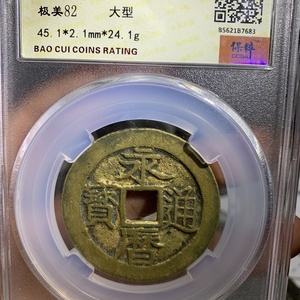 极美82 大型
45.1*2.1mm*24.1g
BAO CUI COINS RATING
B5621B7683
保粹
永曆通寶